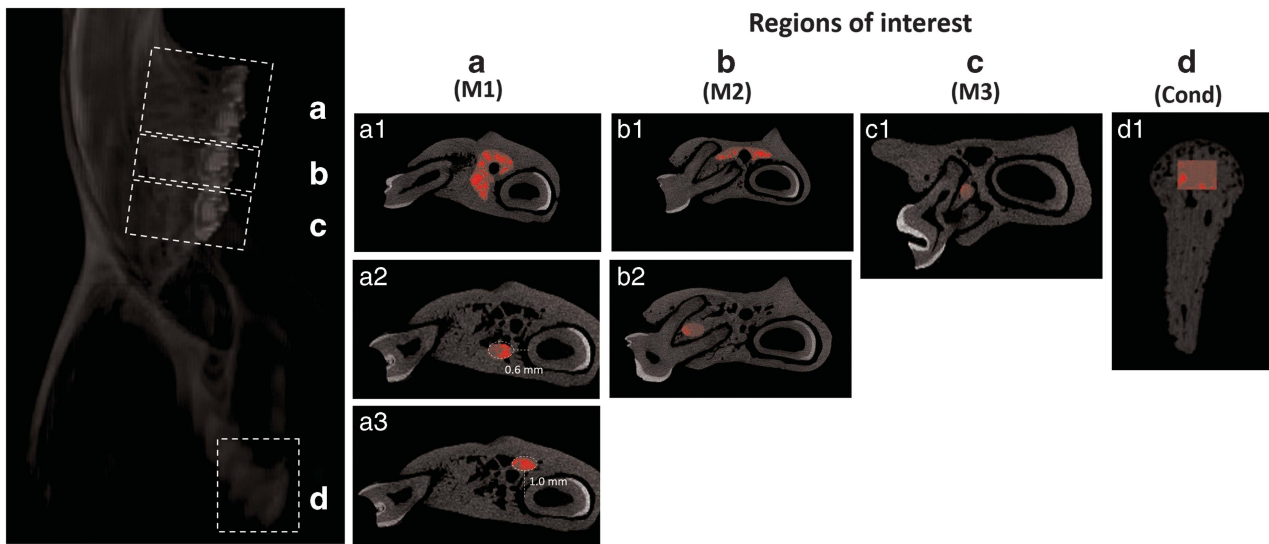 Regions of interest
a
(M1)
b
(M2)
c
(M3)
d
(Cond)
a
b
c
d
a1
b1
c1
d1
a2
0.6 mm
b2
a3
1.0 mm